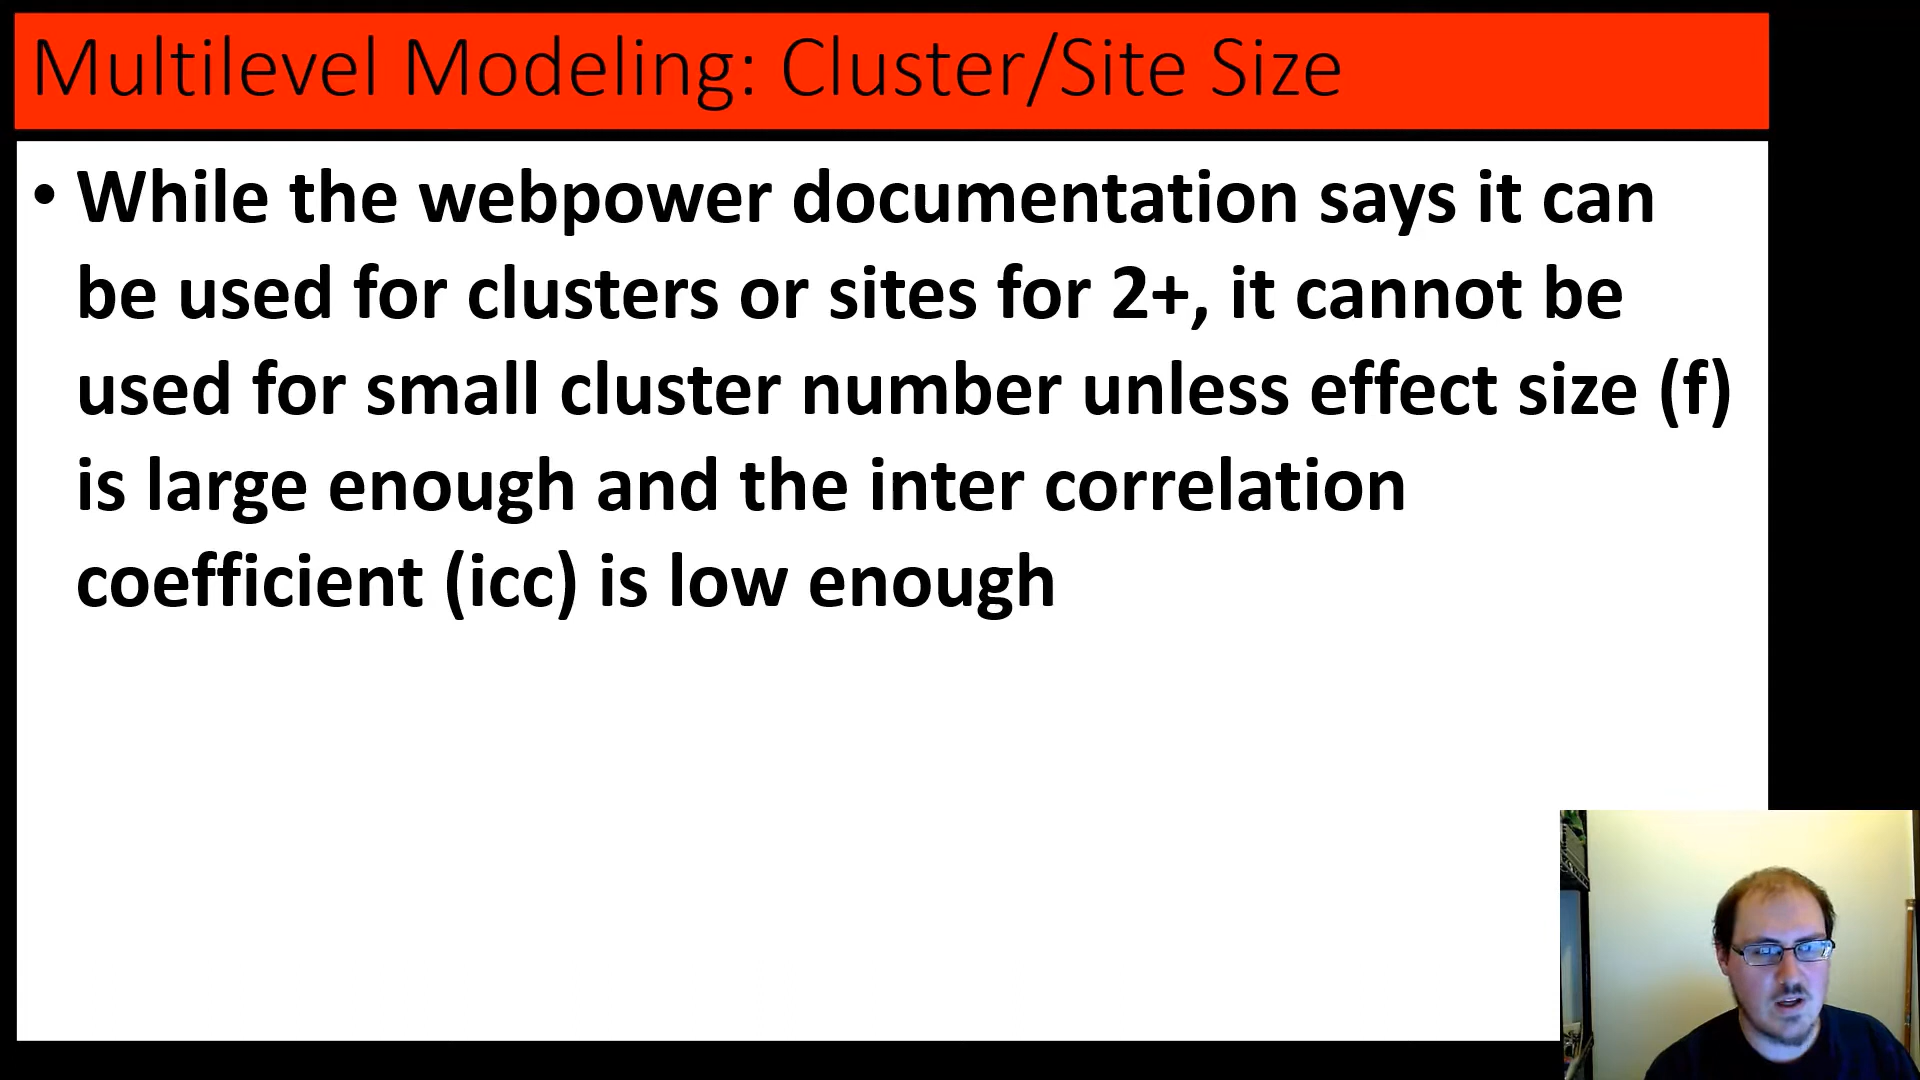 Multilevel Modeling: Cluster/Site Size
• While the webpower documentation says it can
be used for clusters or sites for 2+, it cannot be
used for small cluster number unless effect size (f)
is large enough and the inter correlation
coefficient (icc) is low enough